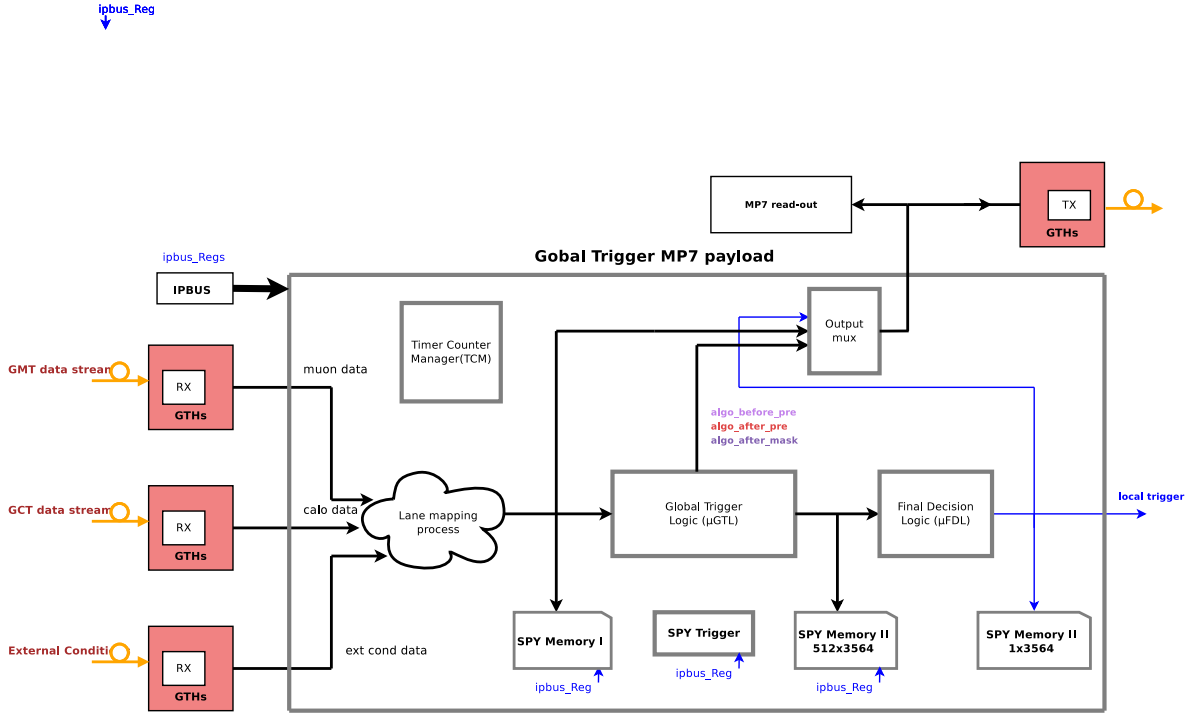 ipbus_Reg
MP7 read-out
TX
GTHs
Gobal Trigger MP7 payload
ipbus_Regs
IPBUS
Timer Counter
Manager(TCM)
Output
mux
GMT data stream
RX
GTHs
muon data
algo_before_pre
algo_after_pre
algo_after_mask
GCT data stream
RX
GTHs
calo data
Lane mapping
process
Global Trigger
Logic (μGTL)
Final Decision
Logic (μFDL)
local trigger
External
RX
GTHs
ext cond data
SPY Memory I
ipbus_Reg
SPY Trigger
ipbus_Reg
SPY Memory II
512x3564
ipbus_Reg
SPY Memory II
1x3564